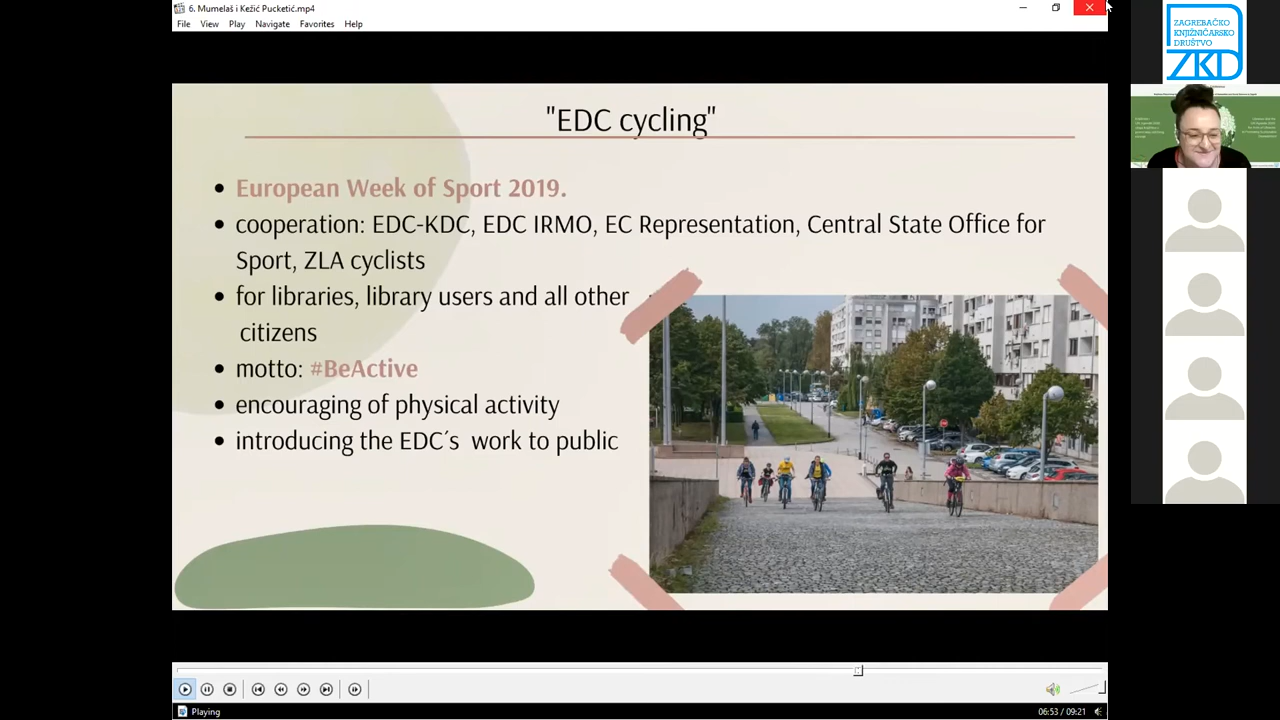 6. Mumelaš i Kežić Pucketić.mp4
File View Play Navigate Favorites Help
"EDC cycling"
European Week of Sport 2019.
cooperation: EDC-KDC, EDC IRMO, EC Representation, Central State Office for
Sport, ZLA cyclists
for libraries, library users and all other
citizens
motto: #BeActive
encouraging of physical activity
introducing the EDC´s work to public
Playing
06:53 / 09:21
ZAGREBAČKO
KNJIŽNIČARSKO
DRUŠTVO
ZKD